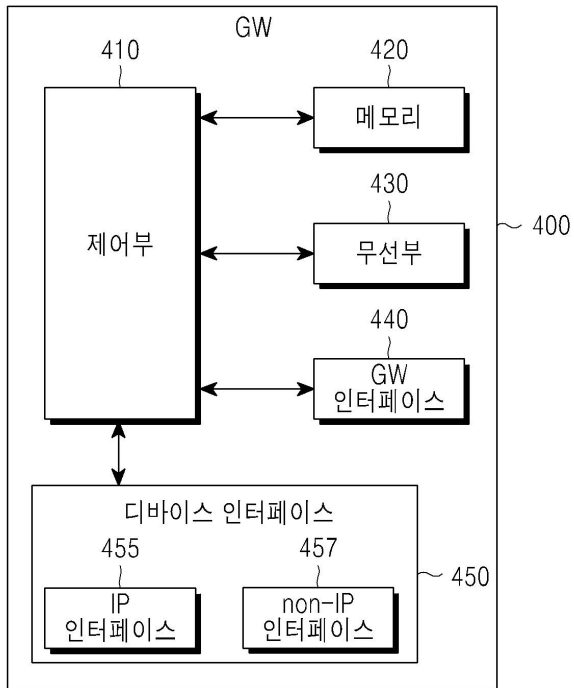 GW
410
420
제어부
메모리
430
무선부
400
440
GW
인터페이스
디바이스 인터페이스
455
457
IP
인터페이스
non-IP
인터페이스
450